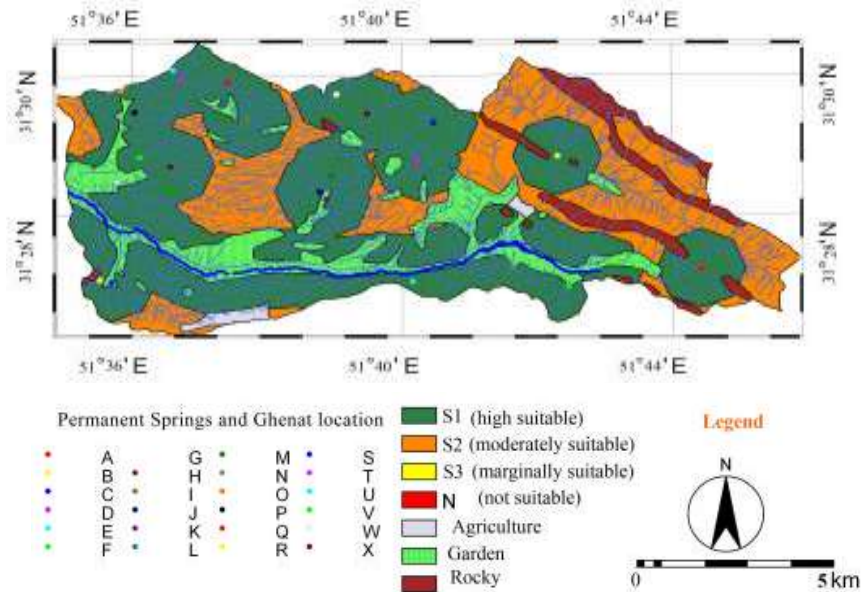 51°36' E 51°40' E 51°44' E
31°30' N 31°30' N
31°28' N 31°28' N
51°36' E 51°40' E 51°44' E
Permanent Springs and Ghenat location
A G M S
B H N T
C I O U
D J P V
E K Q W
F L R X
S1 (high suitable)
S2 (moderately suitable)
S3 (marginally suitable)
N (not suitable)
Agriculture
Garden
Rocky
Legend
N
0 5km